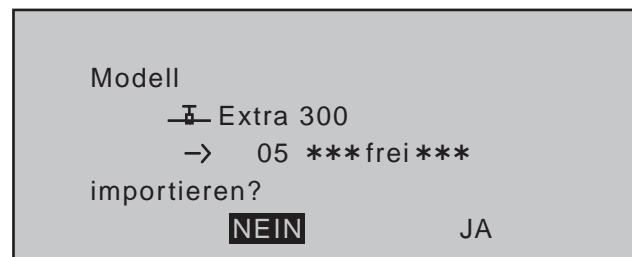 Modell
Extra 300
–> 05 ***frei***
importieren?
NEIN JA